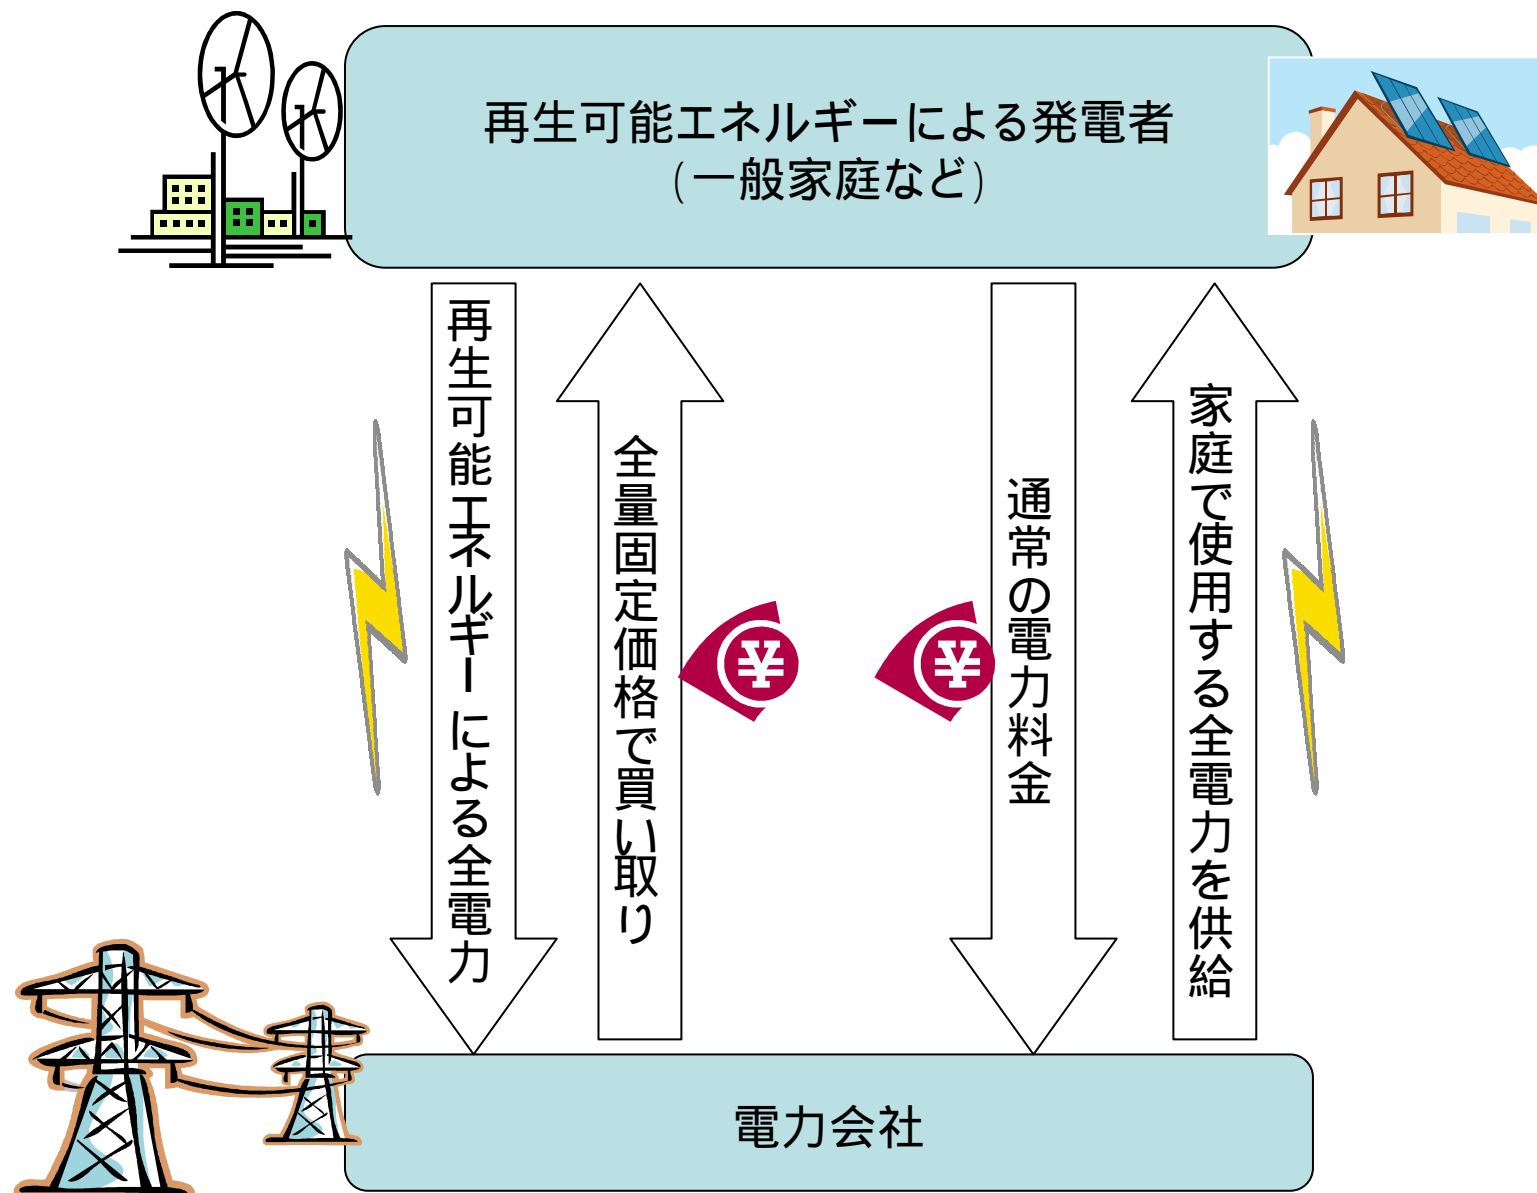 再生可能エネルギーによる発電者
(一般家庭など)
再生可能エネルギーによる全電力
全量固定価格で買い取り
¥
¥
通常の電力料金
家庭で使用する全電力を供給
電力会社